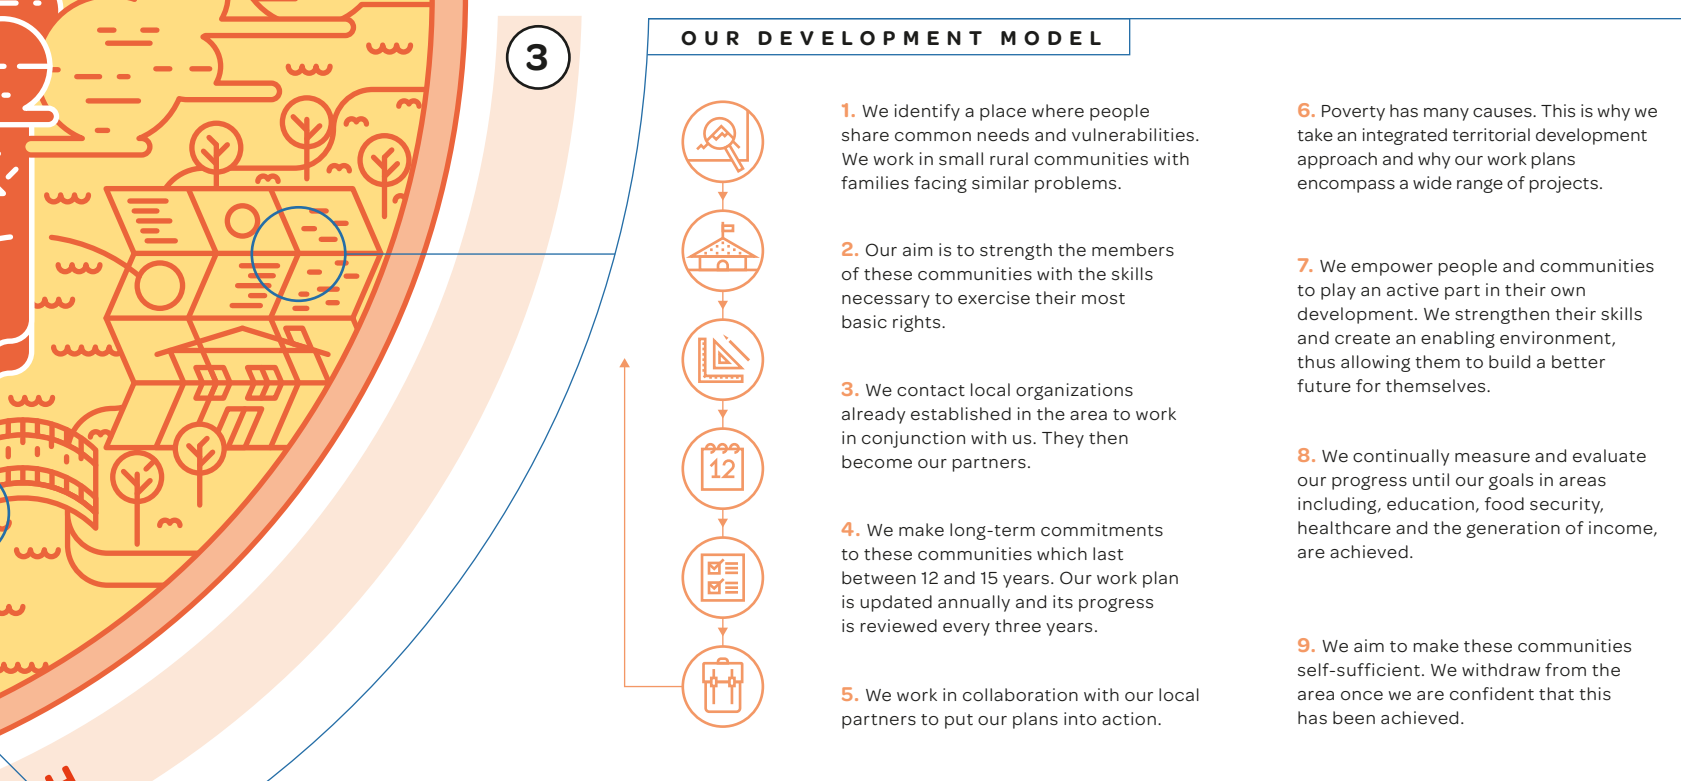 3
OUR DEVELOPMENT MODEL
12
1. We identify a place where people
share common needs and vulnerabilities.
We work in small rural communities with
families facing similar problems.
2. Our aim is to strength the members
of these communities with the skills
necessary to exercise their most
basic rights.
3. We contact local organizations
already established in the area to work
in conjunction with us. They then
become our partners.
4. We make long-term commitments
to these communities which last
between 12 and 15 years. Our work plan
is updated annually and its progress
is reviewed every three years.
5. We work in collaboration with our local
partners to put our plans into action.
6. Poverty has many causes. This is why we
take an integrated territorial development
approach and why our work plans
encompass a wide range of projects.
7. We empower people and communities
to play an active part in their own
development. We strengthen their skills
and create an enabling environment,
thus allowing them to build a better
future for themselves.
8. We continually measure and evaluate
our progress until our goals in areas
including, education, food security,
healthcare and the generation of income,
are achieved.
9. We aim to make these communities
self-sufficient. We withdraw from the
area once we are confident that this
has been achieved.